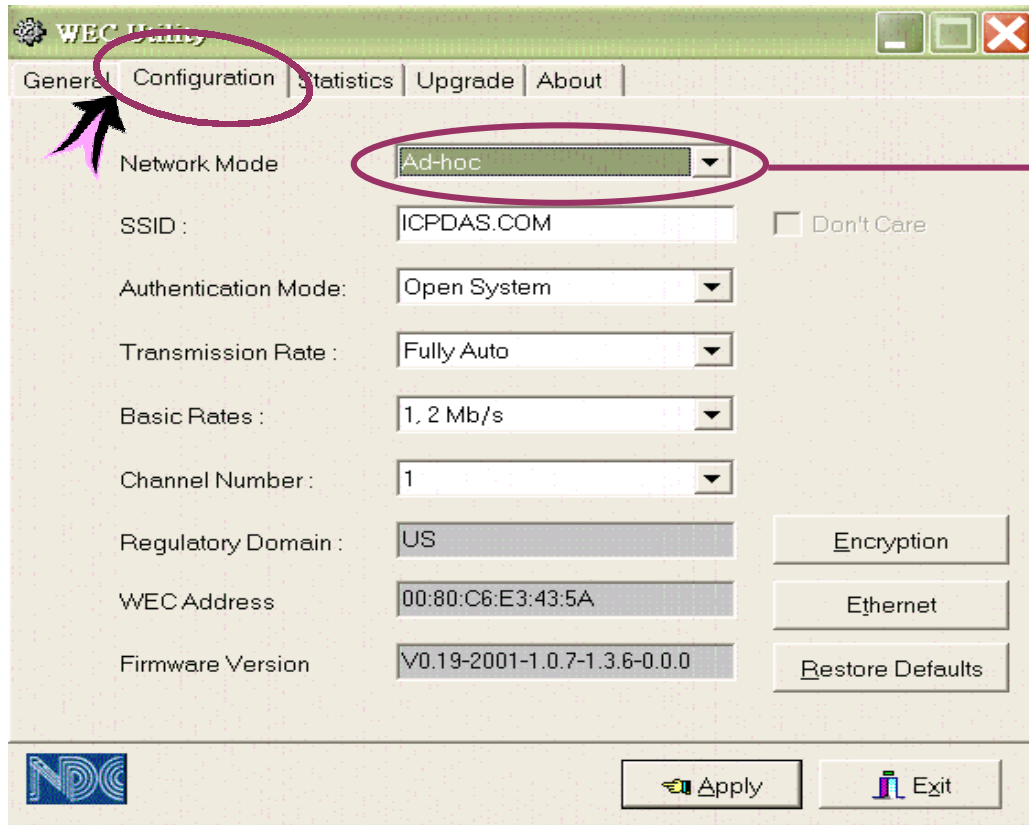 WEC Utility
General Configuration Statistics Upgrade About
Network Mode Ad-hoc
SSID : ICPDAS.COM Don't Care
Authentication Mode: Open System
Transmission Rate : Fully Auto
Basic Rates : 1, 2 Mb/s
Channel Number : 1
Regulatory Domain : US Encryption
WEC Address 00:80:C6:E3:43:5A Ethernet
Firmware Version V0.19-2001-1.0.7-1.3.6-0.0.0 Restore Defaults
NDC Apply Exit